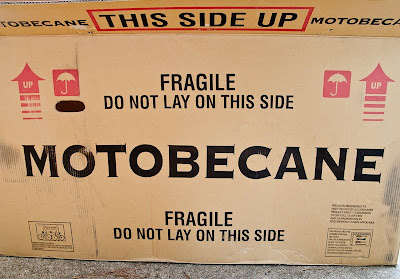 TOBECANE THIS SIDE UP MOTOBECANE
UP
FRAGILE
DO NOT LAY ON THIS SIDE
UP
MOTOBECANE
FRAGILE
DO NOT LAY ON THIS SIDE